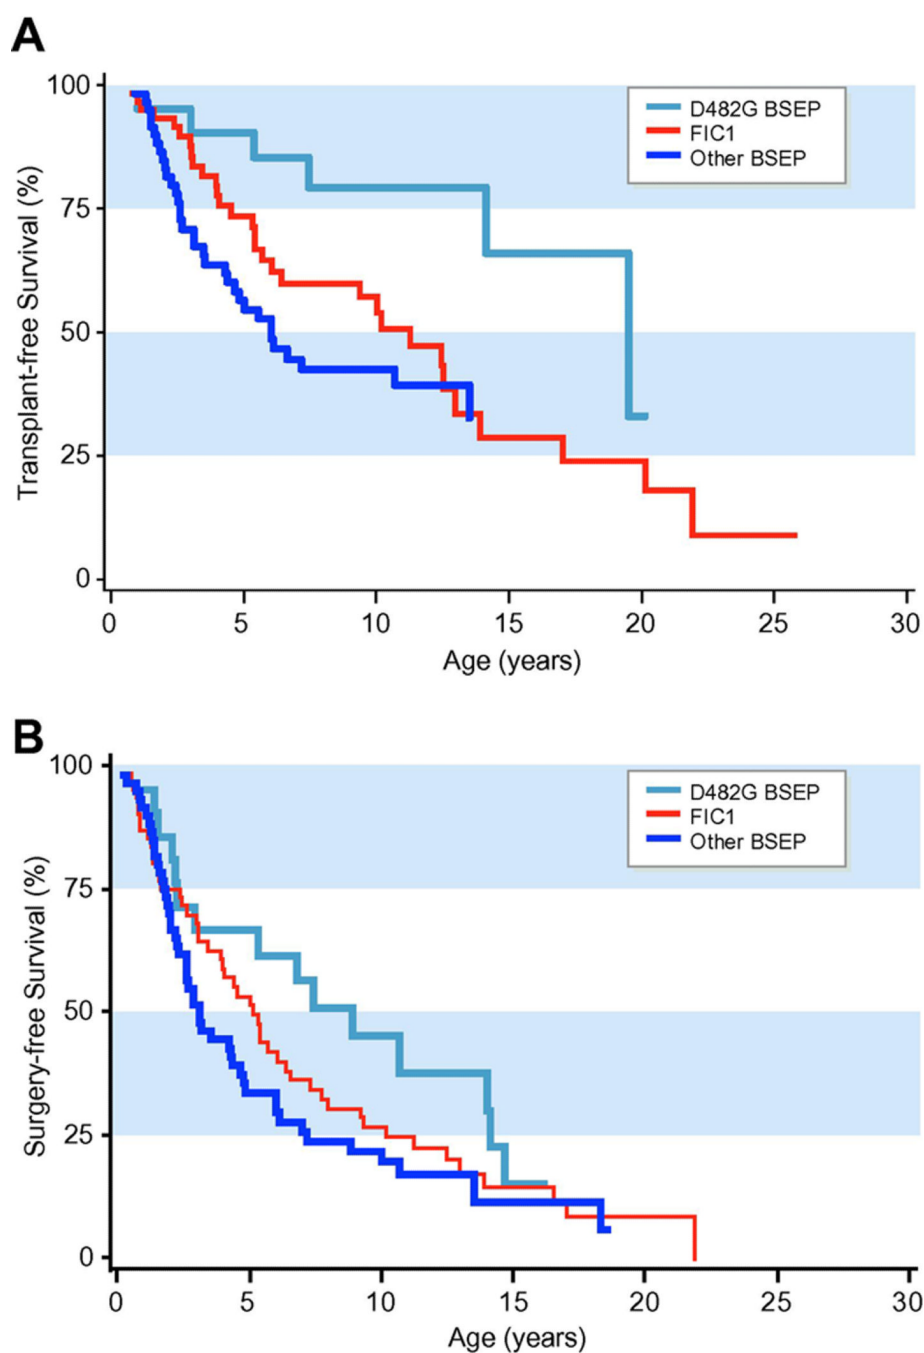 A
Transplant-free Survival (%)
100
75
50
25
0
D482G BSEP
FIC1
Other BSEP
0 5 10 15 20 25 30
Age (years)
B
Surgery-free Survival (%)
100
75
50
25
0
D482G BSEP
FIC1
Other BSEP
0 5 10 15 20 25 30
Age (years)